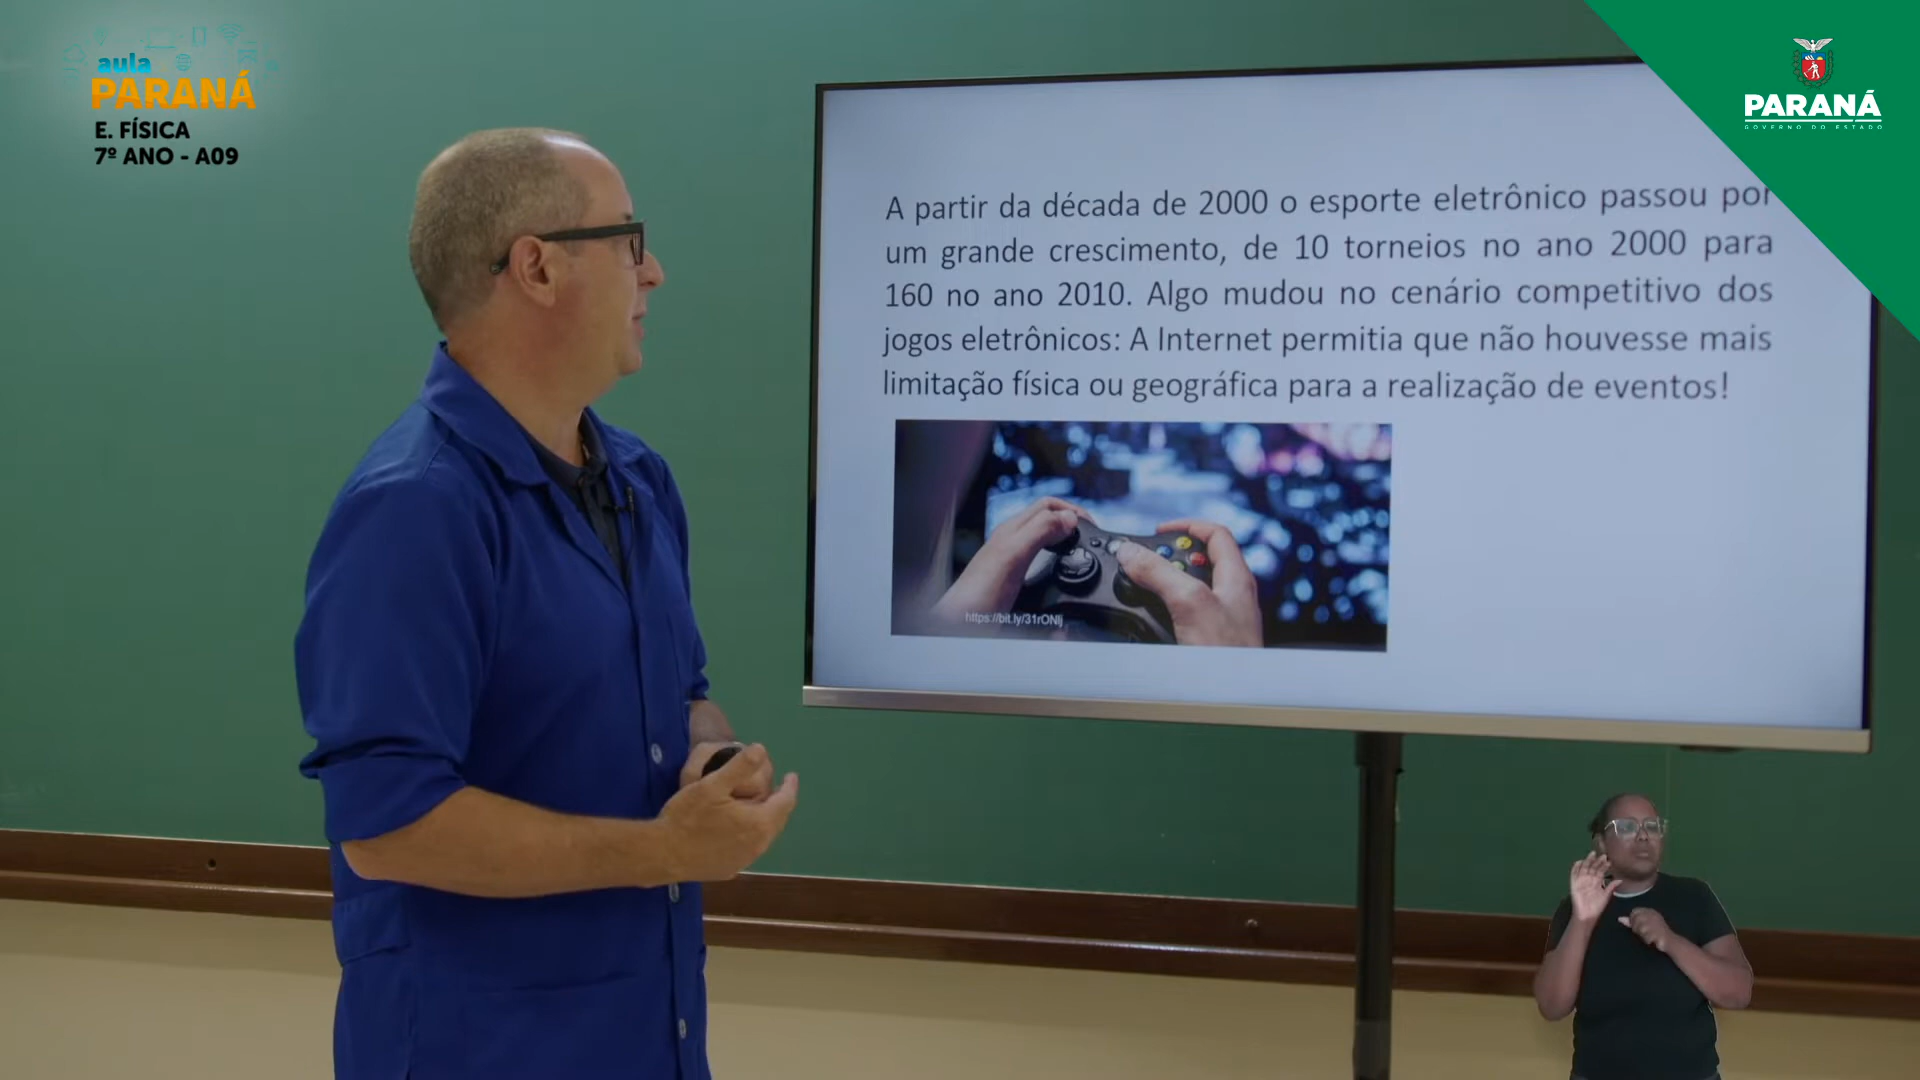 aula
PARANÁ
E. FÍSICA
7º ANO - A09
PARANÁ
GOVERNO DO ESTADO
A partir da década de 2000 o esporte eletrônico passou por
um grande crescimento, de 10 torneios no ano 2000 para
160 no ano 2010. Algo mudou no cenário competitivo dos
jogos eletrônicos: A Internet permitia que não houvesse mais
limitação física ou geográfica para a realização de eventos!
https://bit.ly/31rONlj